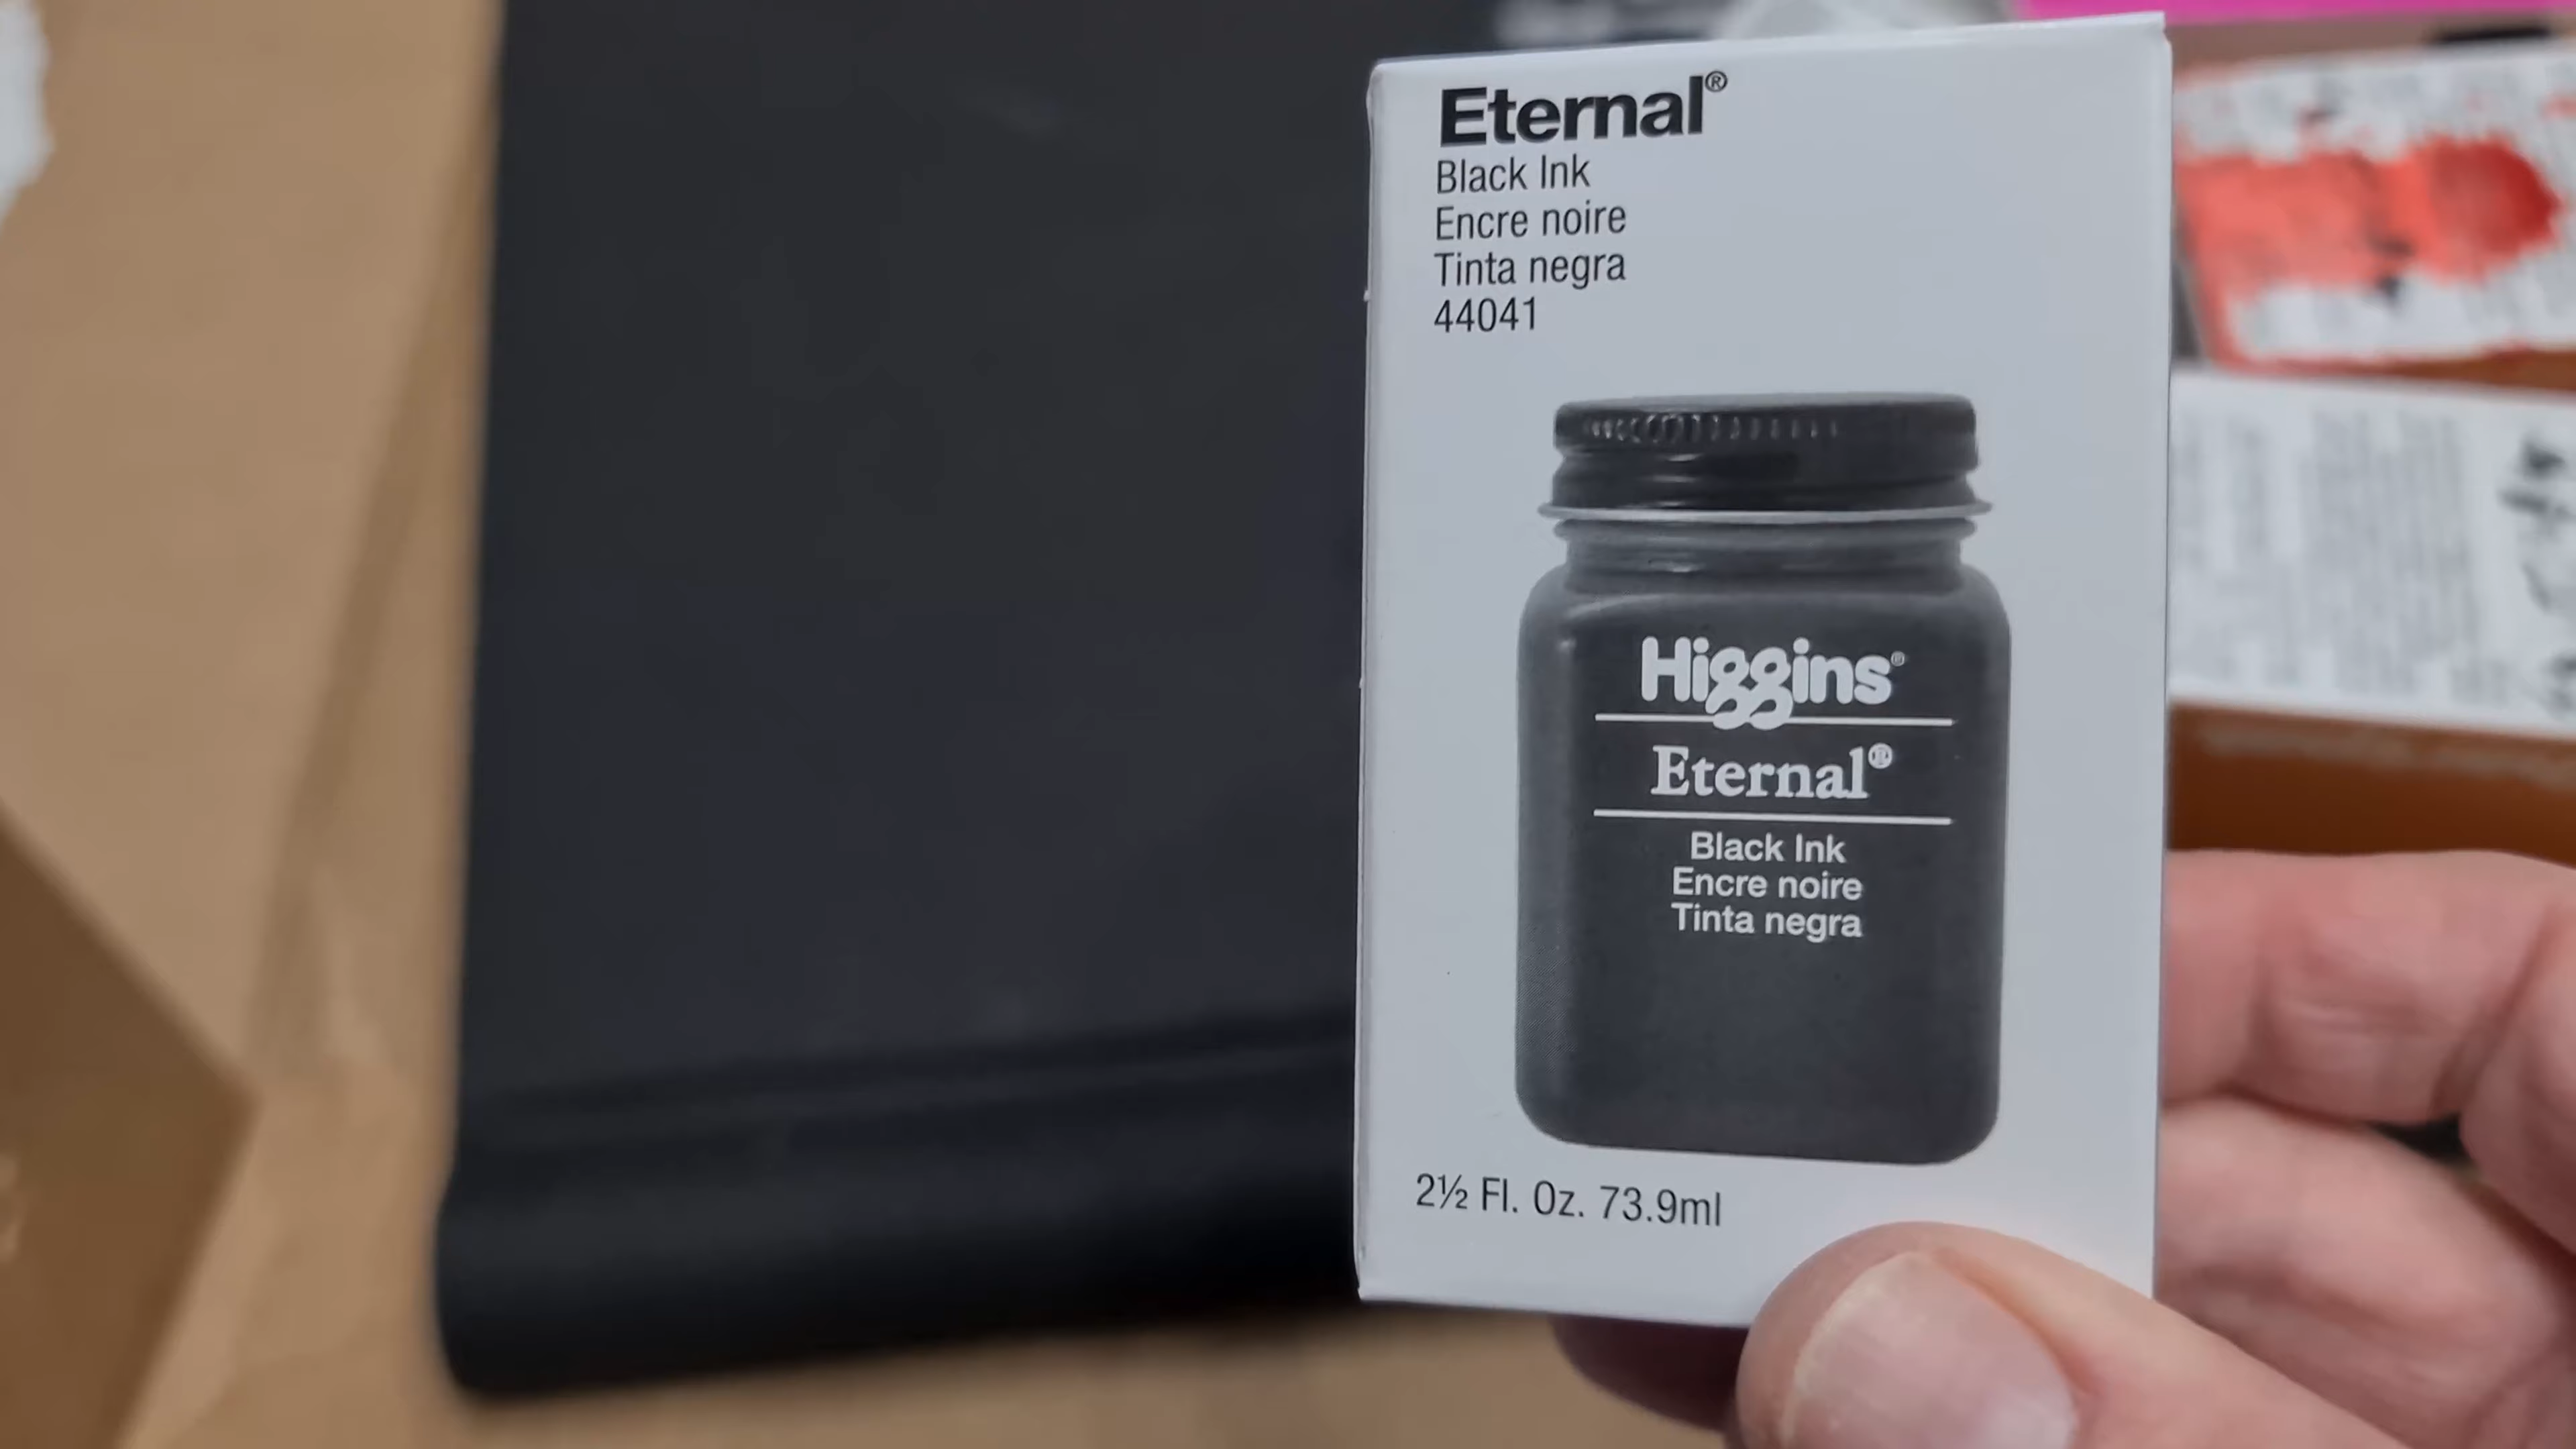 Eternal®
Black Ink
Encre noire
Tinta negra
44041
Higgins®
Eternal®
Black Ink
Encre noire
Tinta negra
2½ Fl. Oz. 73.9ml